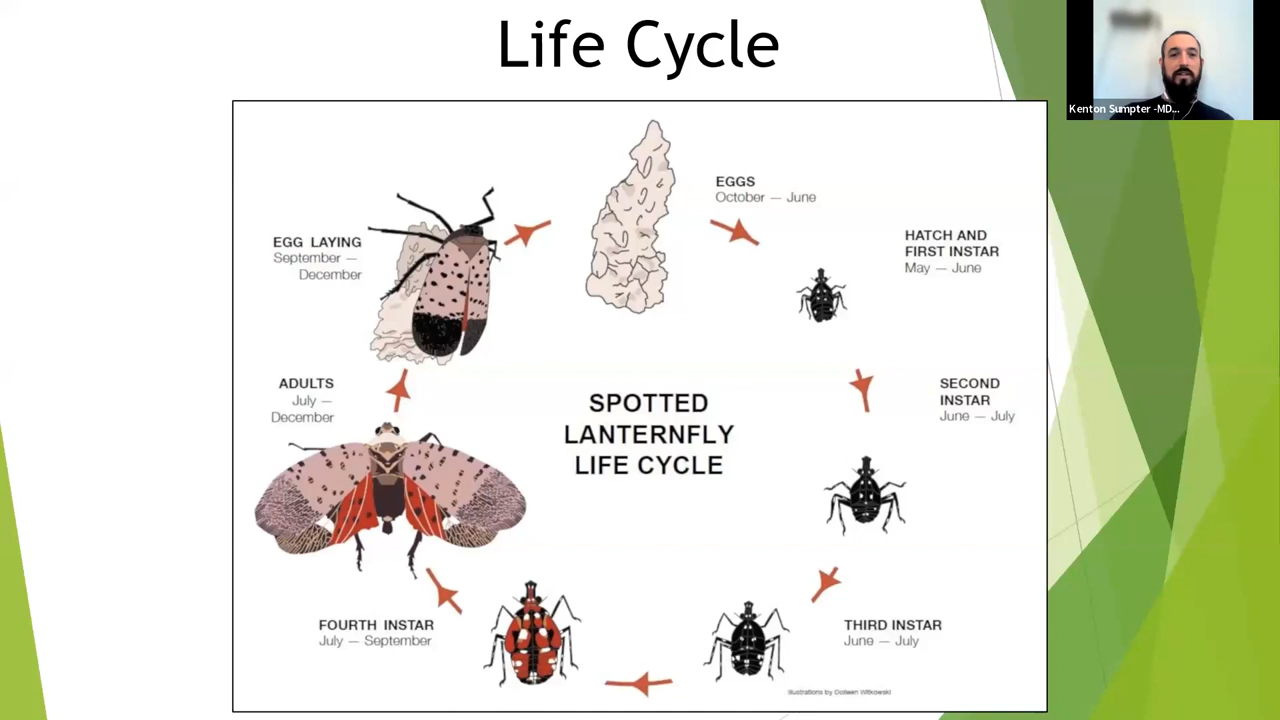 Life Cycle
Kenton Sumpter -MD...
EGGS
October — June
HATCH AND
FIRST INSTAR
May — June
EGG LAYING
September —
December
SECOND
INSTAR
June — July
ADULTS
July —
December
SPOTTED
LANTERNFLY
LIFE CYCLE
FOURTH INSTAR
July — September
THIRD INSTAR
June — July
Illustrations by Doreen Witkowski